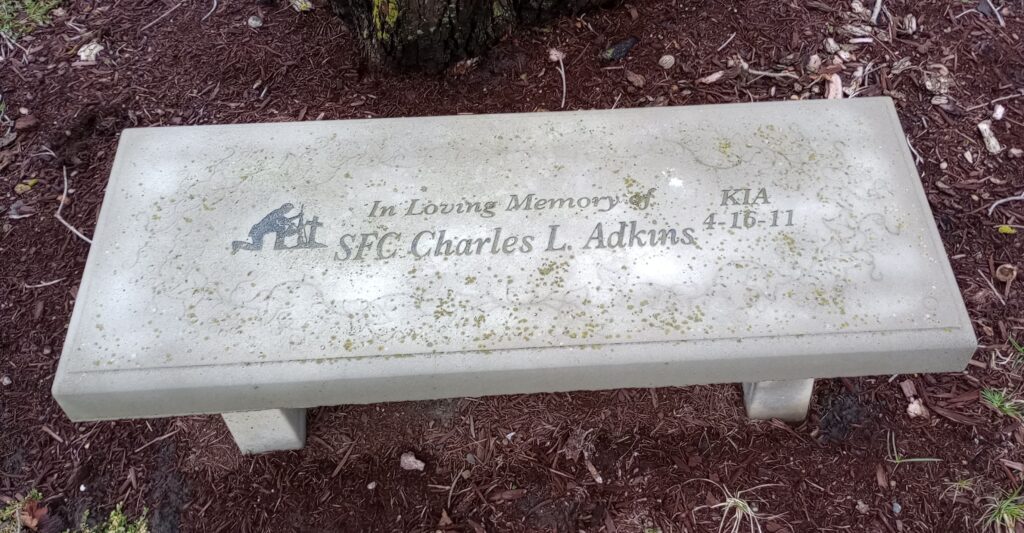 In Loving Memory of
SFC Charles L. Adkins
KIA
4-16-11